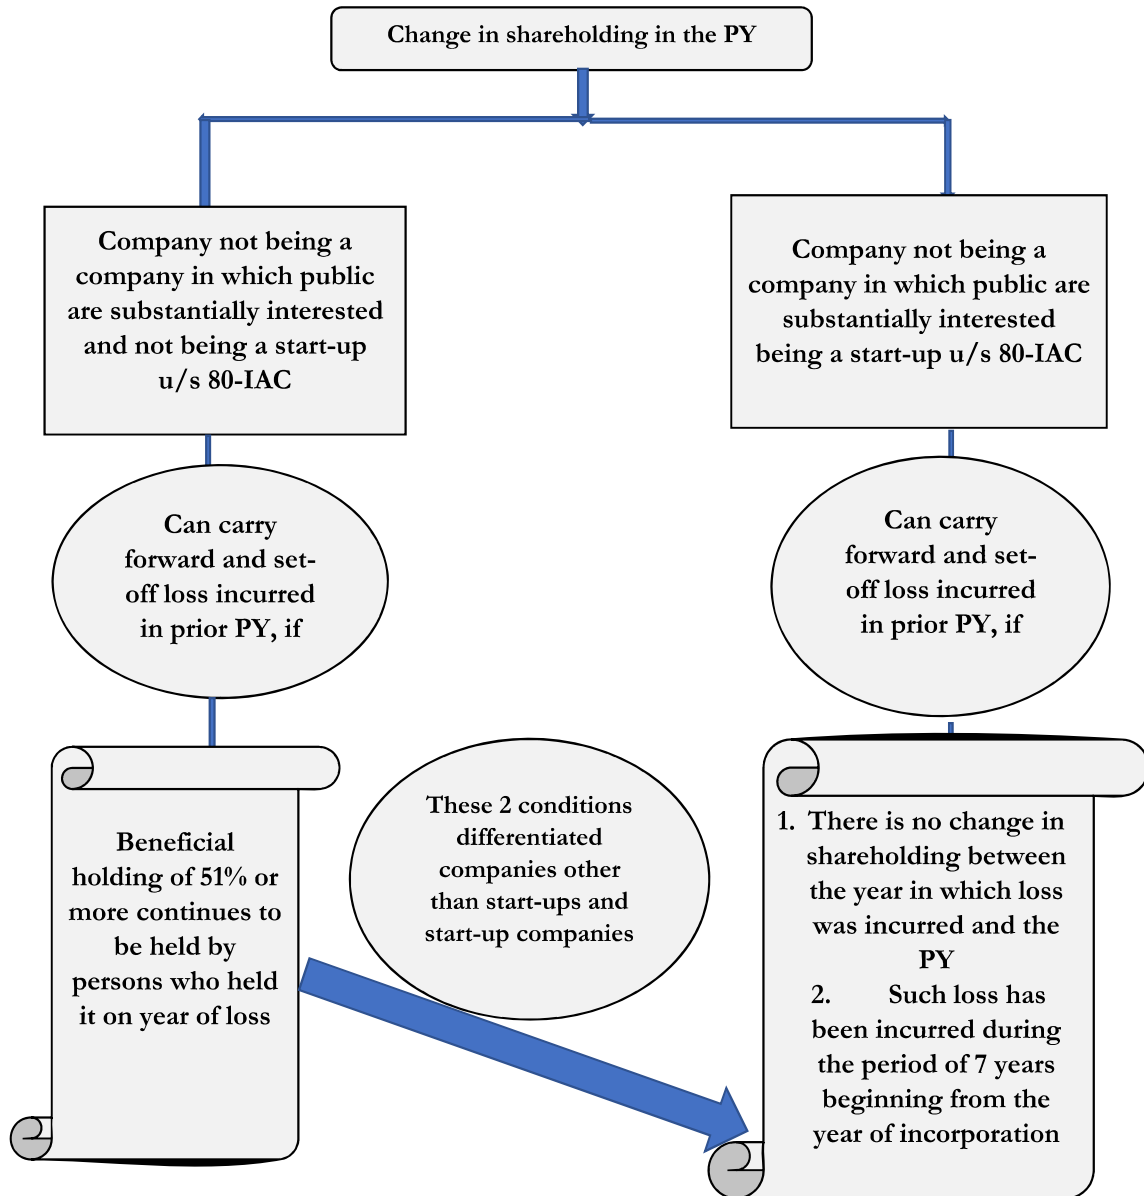 Change in shareholding in the PY
Company not being a
company in which public
are substantially interested
and not being a start-up
u/s 80-IAC
Company not being a
company in which public are
substantially interested
being a start-up u/s 80-IAC
Can carry
forward and set-
off loss incurred
in prior PY, if
Can carry
forward and set-
off loss incurred
in prior PY, if
Beneficial
holding of 51% or
more continues to
be held by
persons who held
it on year of loss
These 2 conditions
differentiated
companies other
than start-ups and
start-up companies
1. There is no change in
shareholding between
the year in which loss
was incurred and the
PY
2. Such loss has
been incurred during
the period of 7 years
beginning from the
year of incorporation